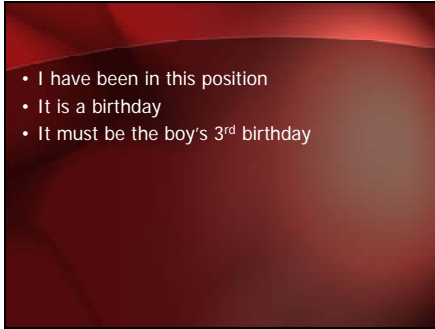 • I have been in this position
• It is a birthday
• It must be the boy's 3rd birthday